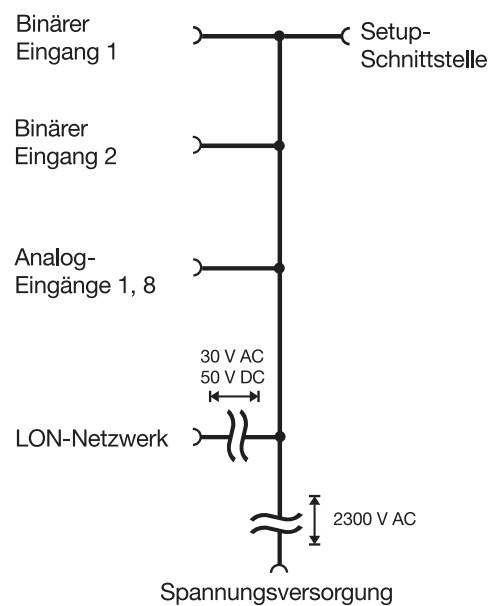 Binärer
Eingang 1
Setup-
Schnittstelle
Binärer
Eingang 2
Analog-
Eingänge 1, 8
30 V AC
50 V DC
LON-Netzwerk
2300 V AC
Spannungsversorgung